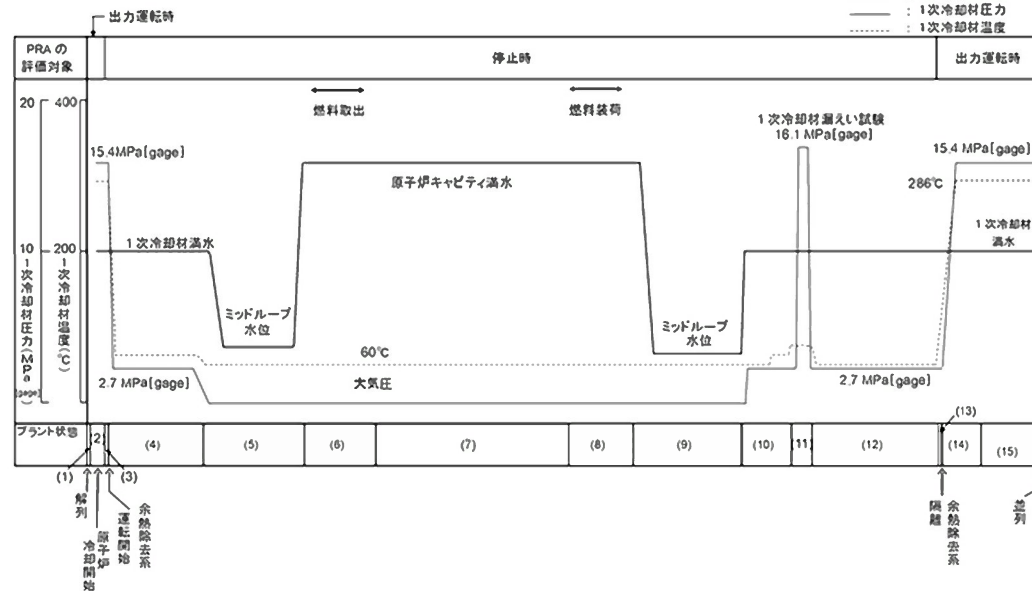 出力運転時
: 1次冷却材圧力
: 1次冷却材温度
PRAの
評価対象
停止時
出力運転時
20
400
燃料取出
燃料装荷
1次冷却材漏えい試験
16.1 MPa[gage]
15.4MPa[gage]
15.4 MPa[gage]
原子炉キャビティ満水
286℃
1次冷却材満水
1次冷却材
満水
10
200
1次冷却材圧力(MPa[gage])
1次冷却材温度(℃)
ミッドループ
水位
ミッドループ
水位
60℃
大気圧
2.7 MPa[gage]
2.7 MPa[gage]
(13)
プラント状態
2
(4)
(5)
(6)
(7)
(8)
(9)
(10)
(11)
(12)
(14)
(15)
(1)
(3)
解列
原子炉
冷却開始
余熱除去系
運転開始
余熱除去系
隔離
並列